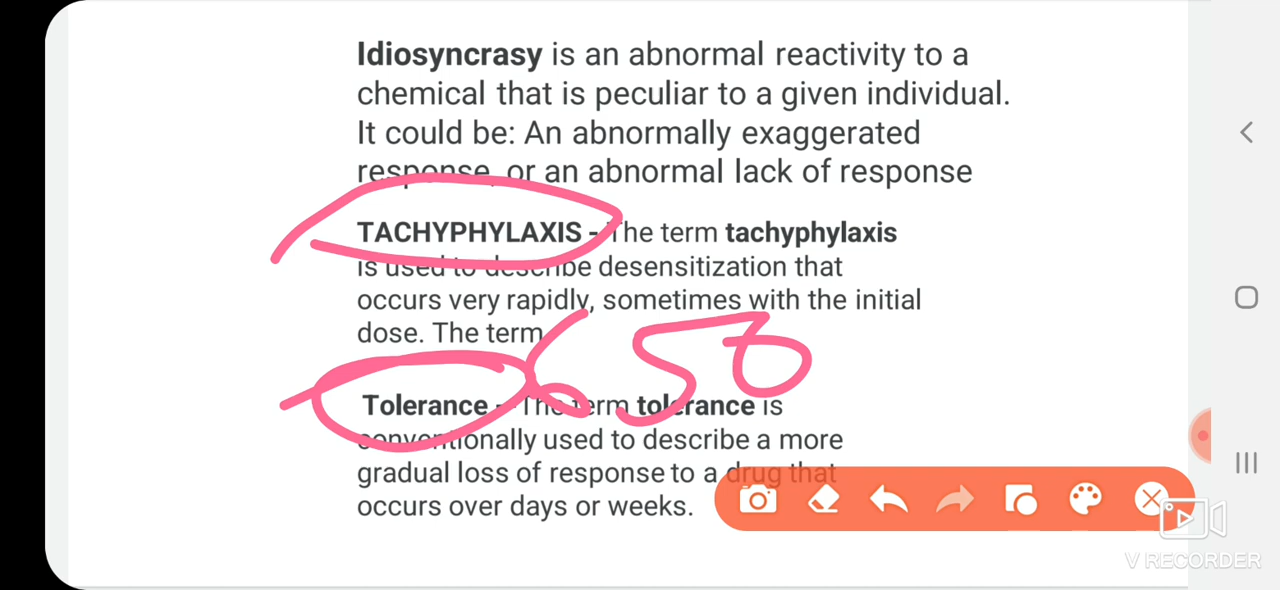 Idiosyncrasy is an abnormal reactivity to a
chemical that is peculiar to a given individual.
It could be: An abnormally exaggerated
response, or an abnormal lack of response
TACHYPHYLAXIS - The term tachyphylaxis
is used to describe desensitization that
occurs very rapidly, sometimes with the initial
dose. The term
650
Tolerance - The term tolerance is
conventionally used to describe a more
gradual loss of response to a drug that
occurs over days or weeks.
V RECORDER